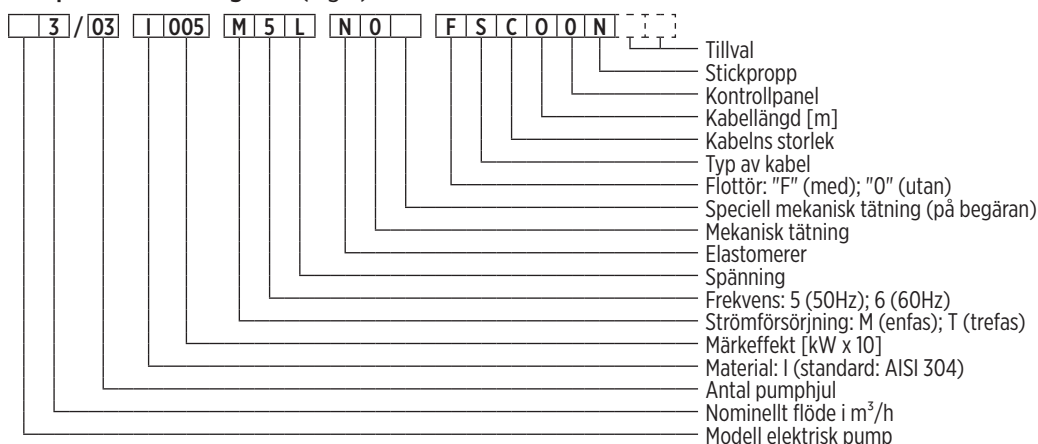 3 / 03 I 005 M 5 L N 0 F S C 0 0 N
Tillval
Stickpropp
Kontrollpanel
Kabellängd [m]
Kabelns storlek
Typ av kabel
Flottör: "F" (med); "0" (utan)
Speciell mekanisk tätning (på begäran)
Mekanisk tätning
Elastomerer
Spänning
Frekvens: 5 (50Hz); 6 (60Hz)
Strömförsörjning: M (enfas); T (trefas)
Märkeffekt [kW x 10]
Material: I (standard: AISI 304)
Antal pumphjul
Nominellt flöde i m³/h
Modell elektrisk pump